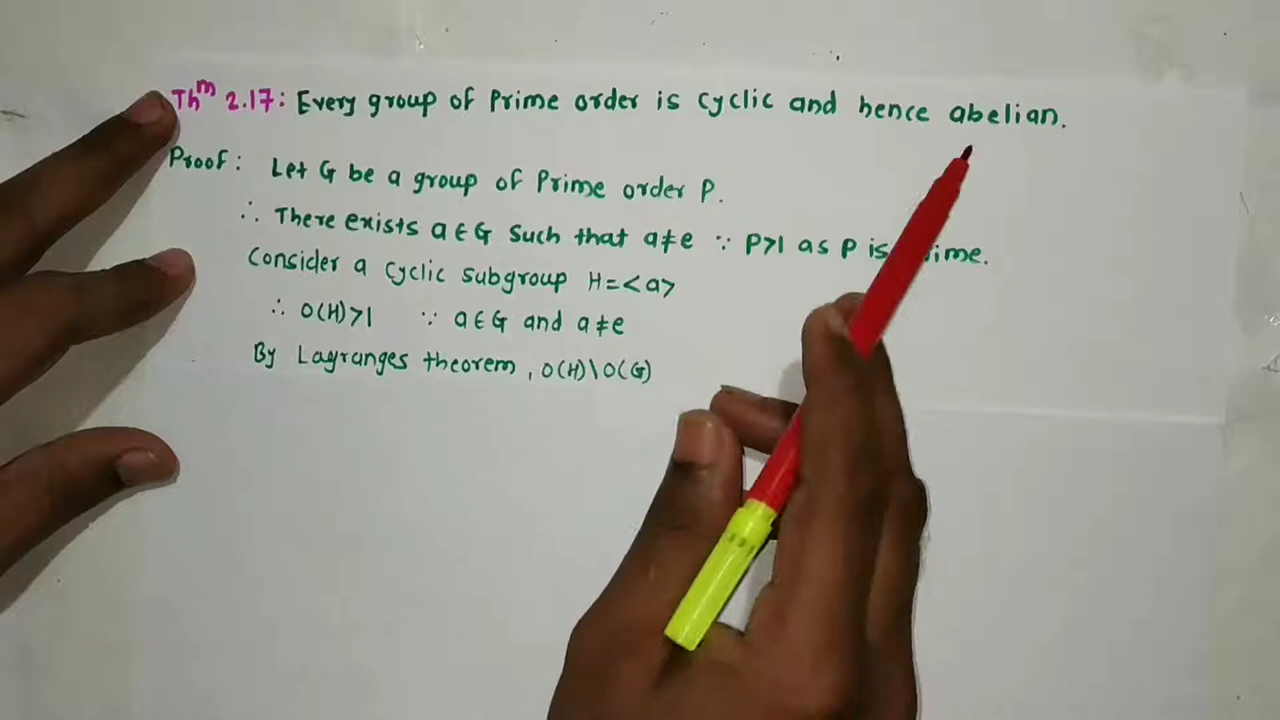 Thm 2.17: Every group of Prime order is cyclic and hence abelian.
Proof: Let G be a group of Prime order P.
∴ There exists a∈G Such that a≠e ∵ P>1 as P is
Consider a cyclic subgroup H=<a>
∴ O(H)>1 ∵ a∈G and a≠e
By Lagranges theorem, O(H)\O(G)